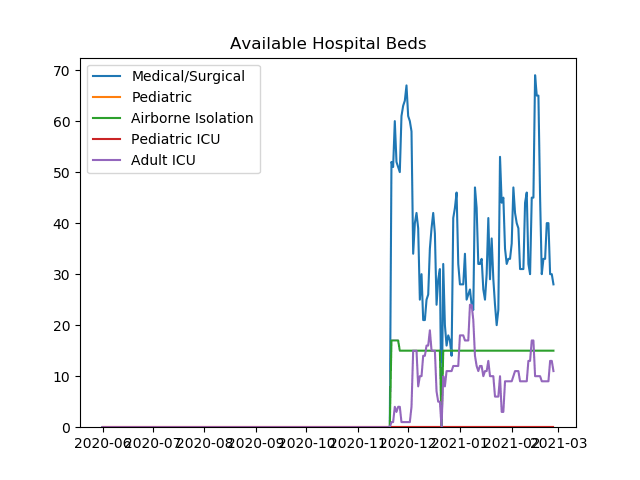 Available Hospital Beds
Medical/Surgical
Pediatric
Airborne Isolation
Pediatric ICU
Adult ICU
70
60
50
40
30
20
10
0
2020-06 2020-07 2020-08 2020-09 2020-10 2020-11 2020-12 2021-01 2021-02 2021-03